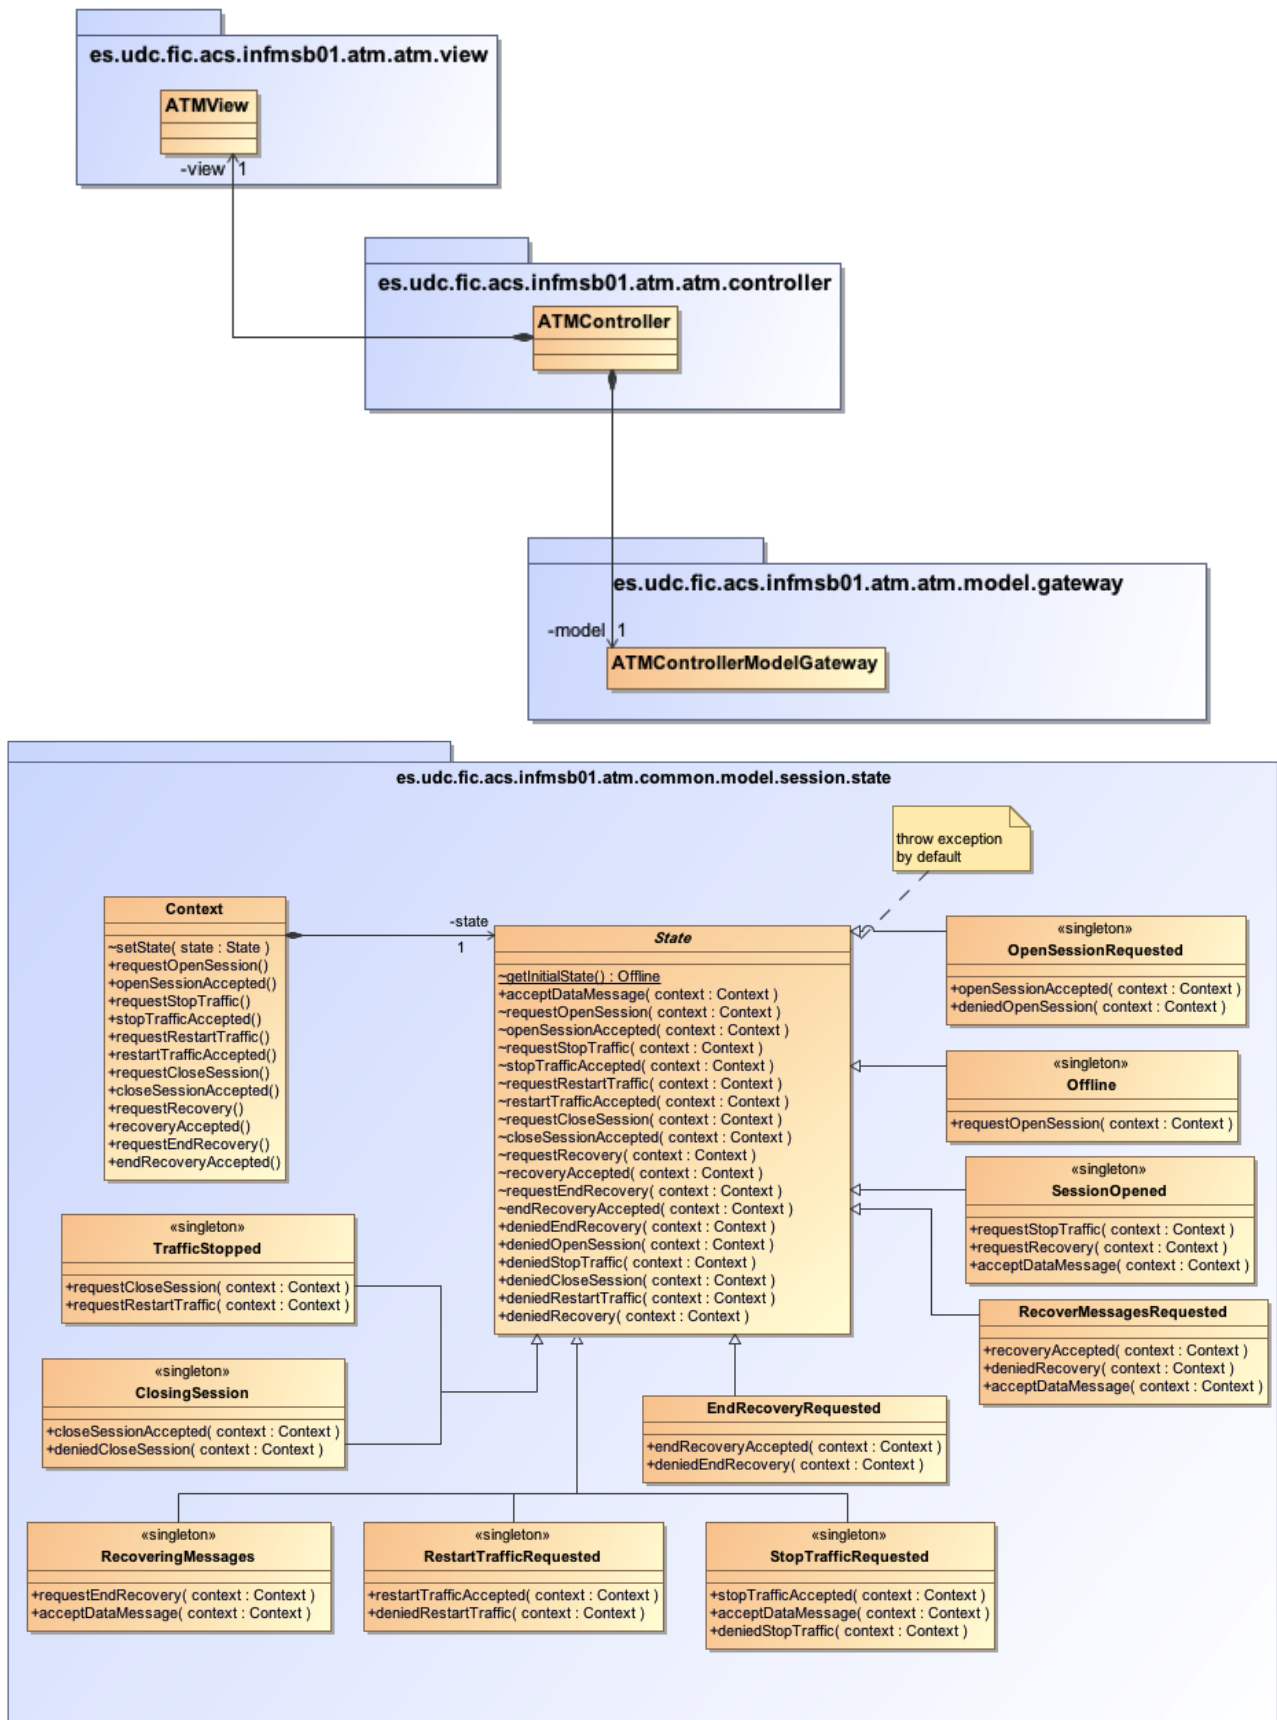 es.udc.fic.acs.infmsb01.atm.atm.view
ATMView
-view 1
es.udc.fic.acs.infmsb01.atm.atm.controller
ATMController
es.udc.fic.acs.infmsb01.atm.atm.model.gateway
-model 1
ATMControllerModelGateway
es.udc.fic.acs.infmsb01.atm.common.model.session.state
throw exception
by default
Context
~setState( state : State )
+requestOpenSession()
+openSessionAccepted()
+requestStopTraffic()
+stopTrafficAccepted()
+requestRestartTraffic()
+restartTrafficAccepted()
+requestCloseSession()
+closeSessionAccepted()
+requestRecovery()
+recoveryAccepted()
+requestEndRecovery()
+endRecoveryAccepted()
-state
1
State
~getInitialState() : Offline
+acceptDataMessage( context : Context )
~requestOpenSession( context : Context )
~openSessionAccepted( context : Context )
~requestStopTraffic( context : Context )
~stopTrafficAccepted( context : Context )
~requestRestartTraffic( context : Context )
~restartTrafficAccepted( context : Context )
~requestCloseSession( context : Context )
~closeSessionAccepted( context : Context )
~requestRecovery( context : Context )
~recoveryAccepted( context : Context )
~requestEndRecovery( context : Context )
~endRecoveryAccepted( context : Context )
+deniedEndRecovery( context : Context )
+deniedOpenSession( context : Context )
+deniedStopTraffic( context : Context )
+deniedCloseSession( context : Context )
+deniedRestartTraffic( context : Context )
+deniedRecovery( context : Context )
«singleton»
OpenSessionRequested
+openSessionAccepted( context : Context )
+deniedOpenSession( context : Context )
«singleton»
Offline
+requestOpenSession( context : Context )
«singleton»
SessionOpened
+requestStopTraffic( context : Context )
+requestRecovery( context : Context )
+acceptDataMessage( context : Context )
RecoverMessagesRequested
+recoveryAccepted( context : Context )
+deniedRecovery( context : Context )
+acceptDataMessage( context : Context )
«singleton»
TrafficStopped
+requestCloseSession( context : Context )
+requestRestartTraffic( context : Context )
«singleton»
ClosingSession
+closeSessionAccepted( context : Context )
+deniedCloseSession( context : Context )
EndRecoveryRequested
+endRecoveryAccepted( context : Context )
+deniedEndRecovery( context : Context )
«singleton»
RecoveringMessages
+requestEndRecovery( context : Context )
+acceptDataMessage( context : Context )
«singleton»
RestartTrafficRequested
+restartTrafficAccepted( context : Context )
+deniedRestartTraffic( context : Context )
«singleton»
StopTrafficRequested
+stopTrafficAccepted( context : Context )
+acceptDataMessage( context : Context )
+deniedStopTraffic( context : Context )